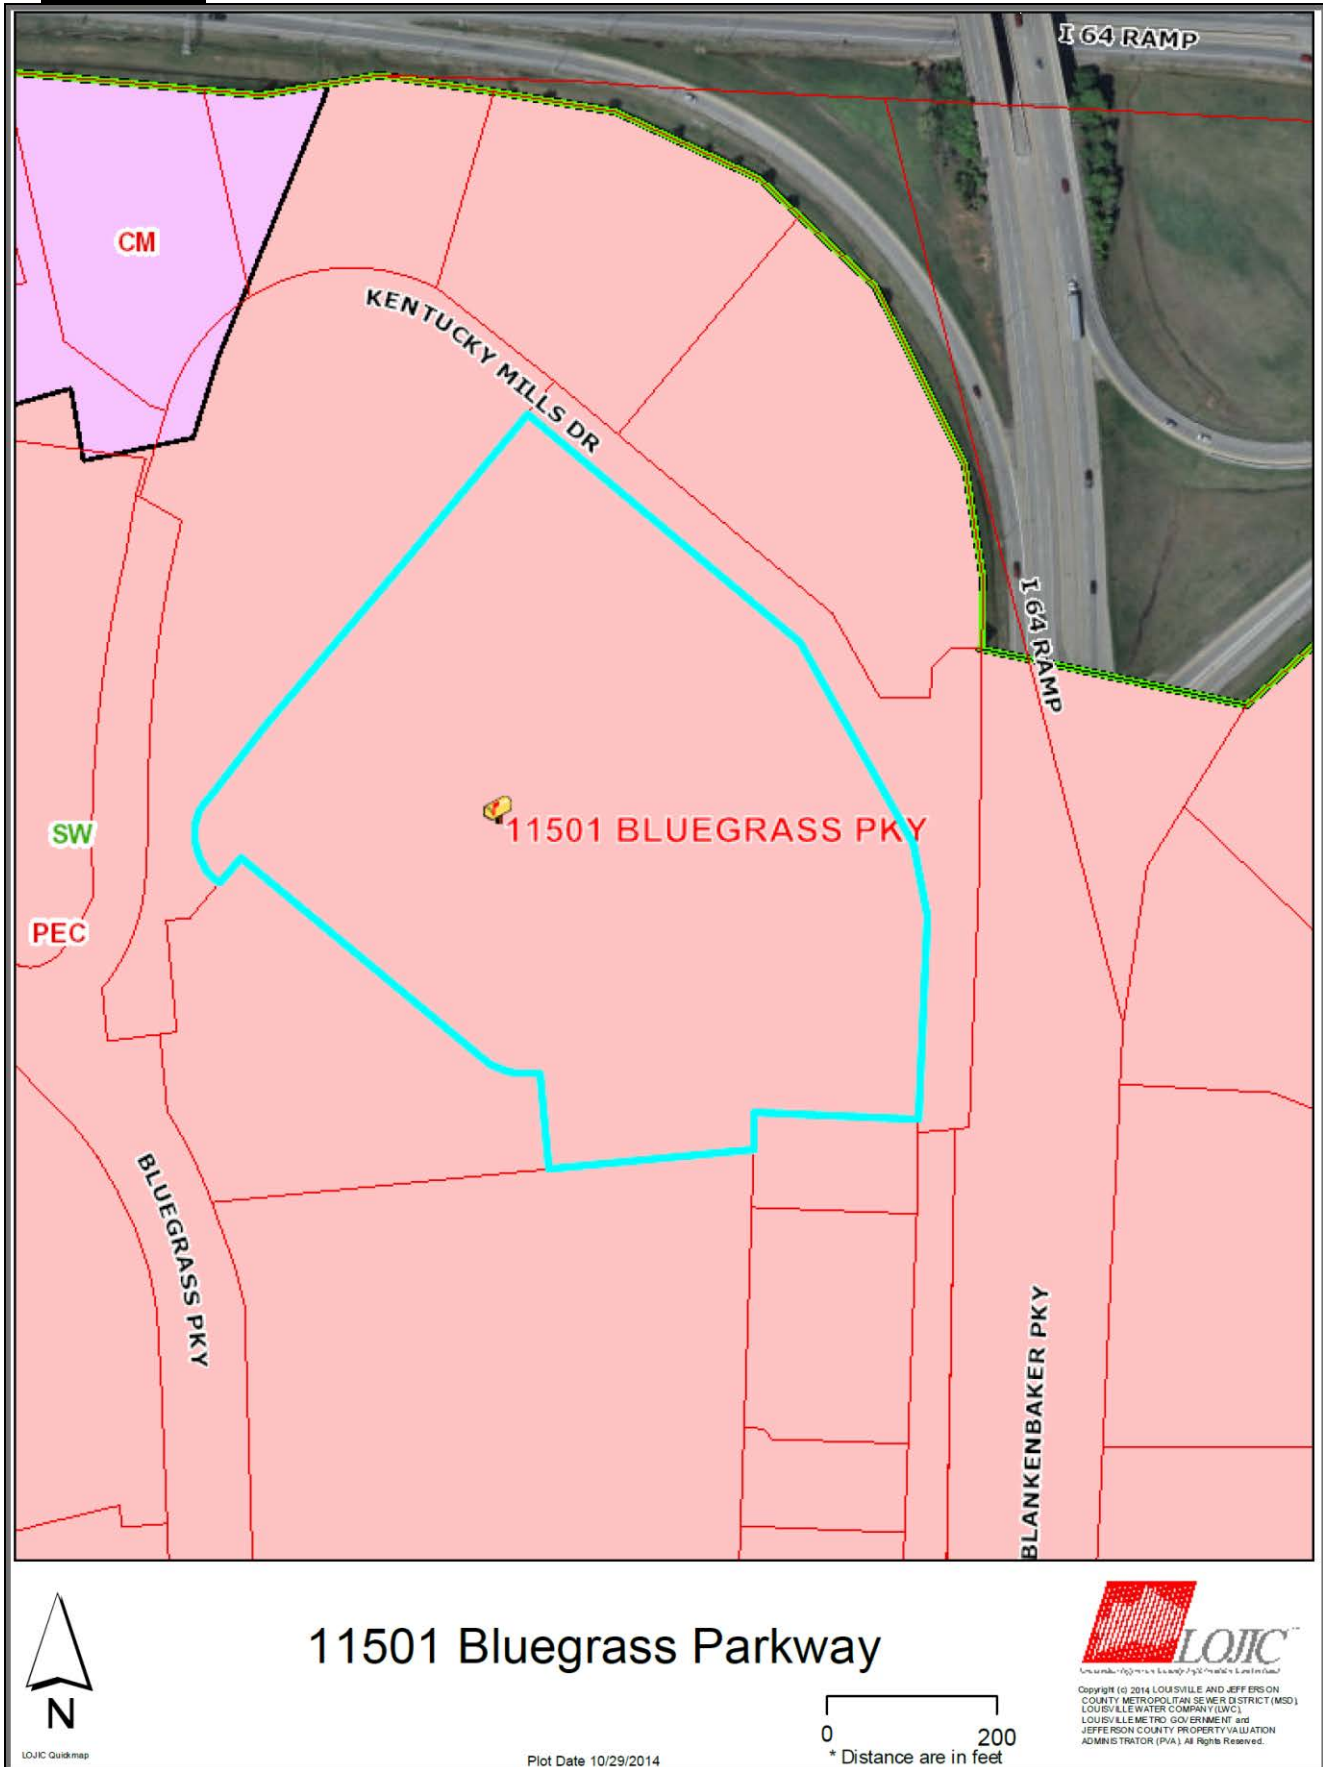 I 64 RAMP
CM
KENTUCKY MILLS DR
I 64 RAMP
11501 BLUEGRASS PKY
SW
PEC
BLUEGRASS PKY
BLANKENBAKER PKY
N
LOJIC Quickmap
11501 Bluegrass Parkway
Plot Date 10/29/2014
0 200
* Distance are in feet
LOJIC
Copyright (c) 2014 LOUISVILLE AND JEFFERSON
COUNTY METROPOLITAN SEWER DISTRICT (MSD),
LOUISVILLE WATER COMPANY (LWC),
LOUISVILLE METRO GOVERNMENT and
JEFFERSON COUNTY PROPERTY VALUATION
ADMINISTRATOR (PVA). All Rights Reserved.